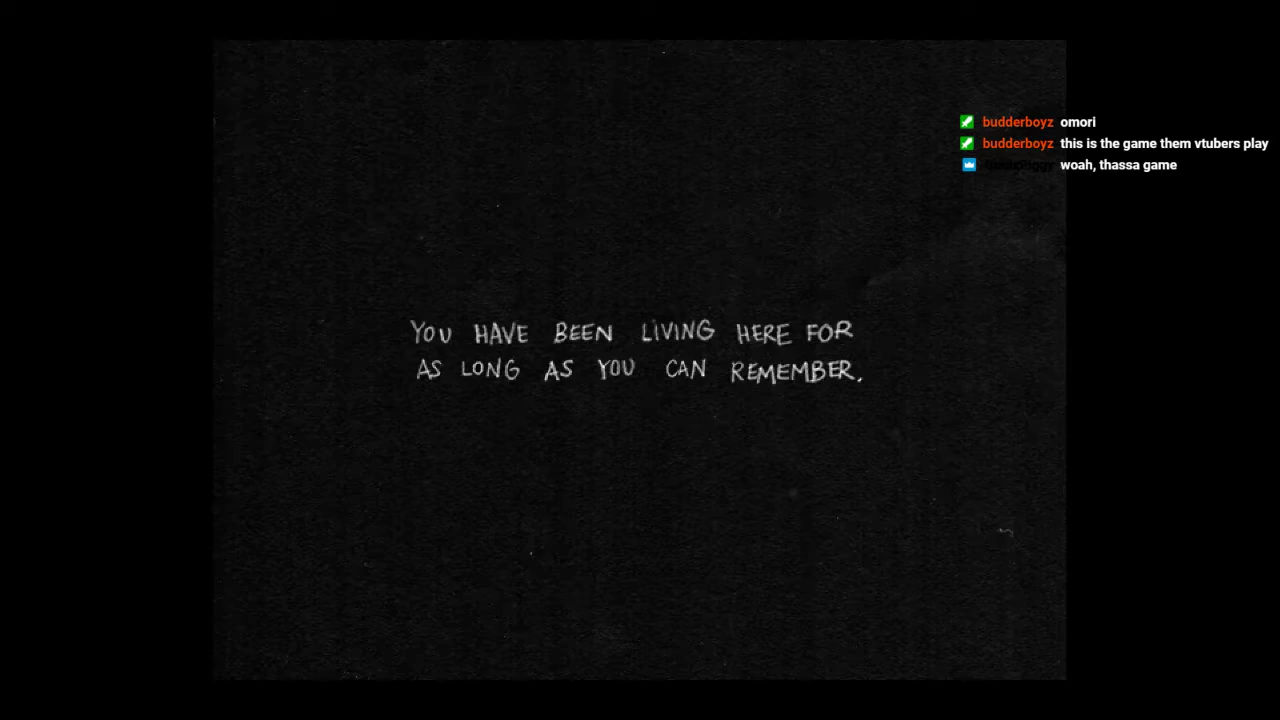 budderboyz omori
budderboyz this is the game them vtubers play
woah, thassa game
YOU HAVE BEEN LIVING HERE FOR
AS LONG AS YOU CAN REMEMBER.